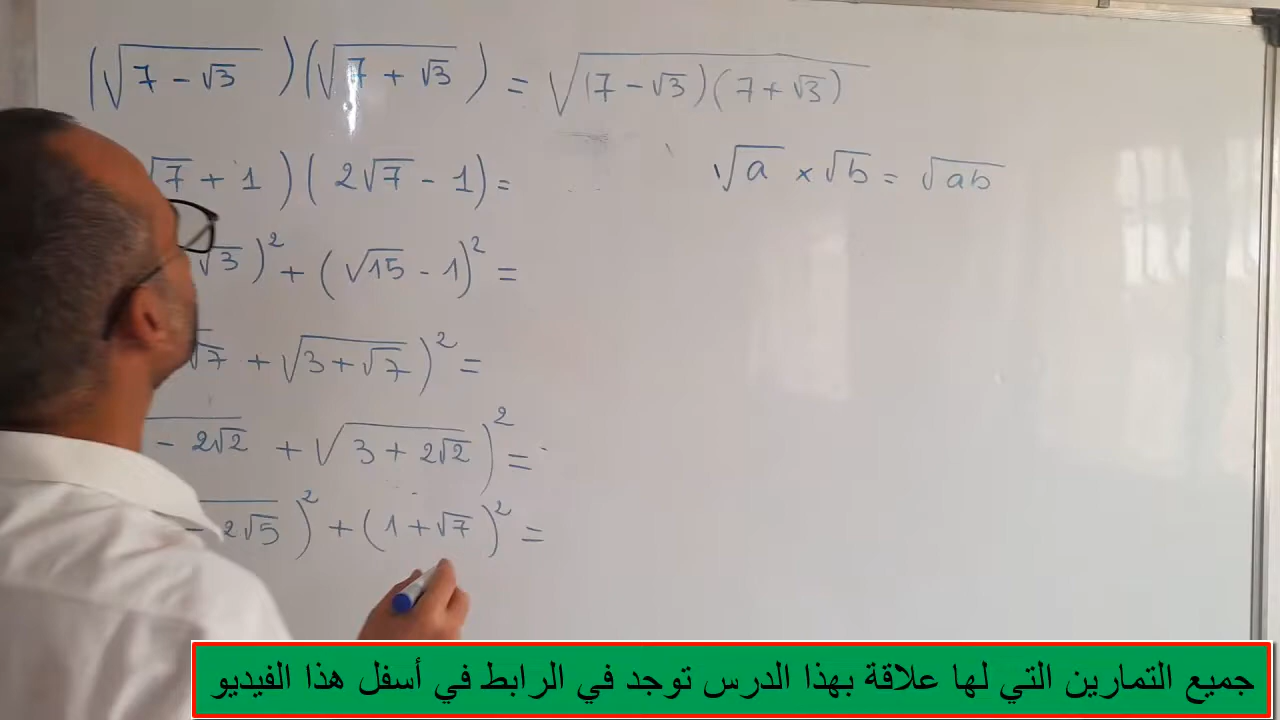 (√(7 - √3))(√(7 + √3)) = √((7 - √3)(7 + √3))
√a × √b = √ab
√7 + 1)(2√7 - 1) =
√3)² + (√15 - 1)² =
√7 + √(3 + √7))² =
- 2√2 + √(3 + 2√2))² =
- 2√5)² + (1 + √7)² =
جميع التمارين التي لها علاقة بهذا الدرس توجد في الرابط في أسفل هذا الفيديو